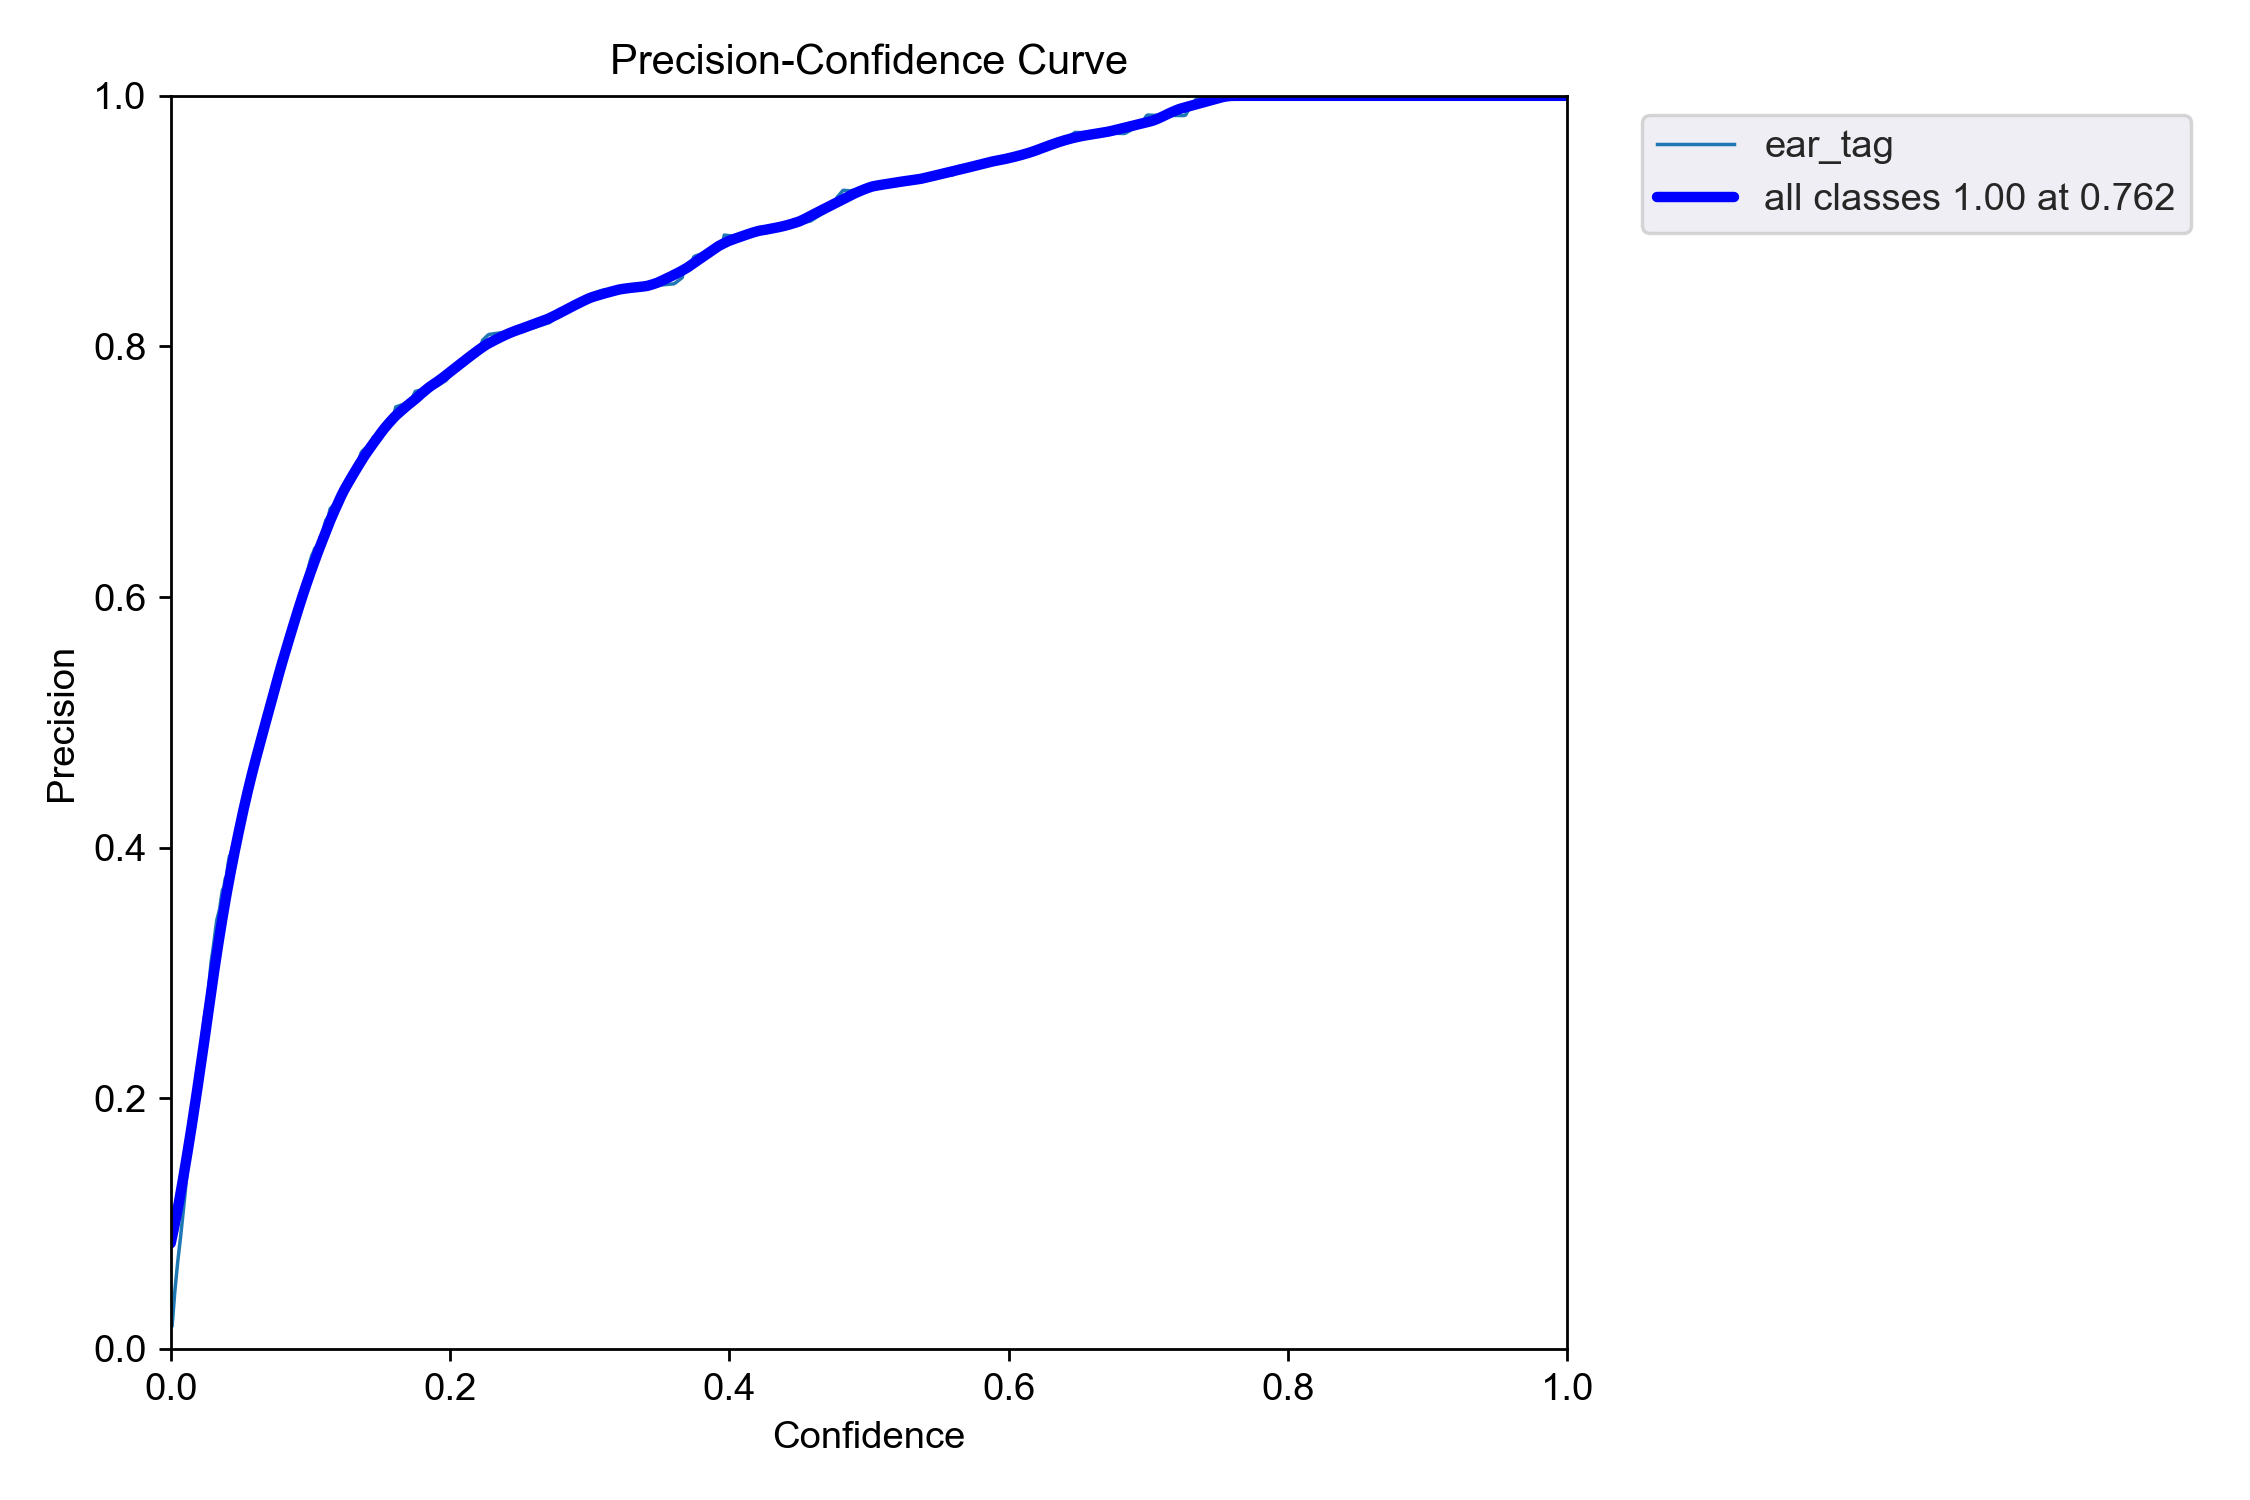 Precision-Confidence Curve
1.0
0.8
0.6
0.4
0.2
0.0
Precision
0.0 0.2 0.4 0.6 0.8 1.0
Confidence
ear_tag
all classes 1.00 at 0.762